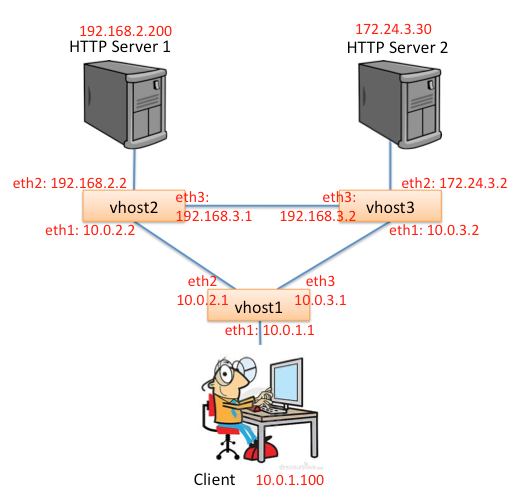 192.168.2.200
HTTP Server 1
172.24.3.30
HTTP Server 2
eth2: 192.168.2.2
eth2: 172.24.3.2
vhost2
eth3:
192.168.3.1
eth3:
192.168.3.2
vhost3
eth1: 10.0.2.2
eth1: 10.0.3.2
eth2
10.0.2.1
eth3
10.0.3.1
vhost1
eth1: 10.0.1.1
Client
10.0.1.100